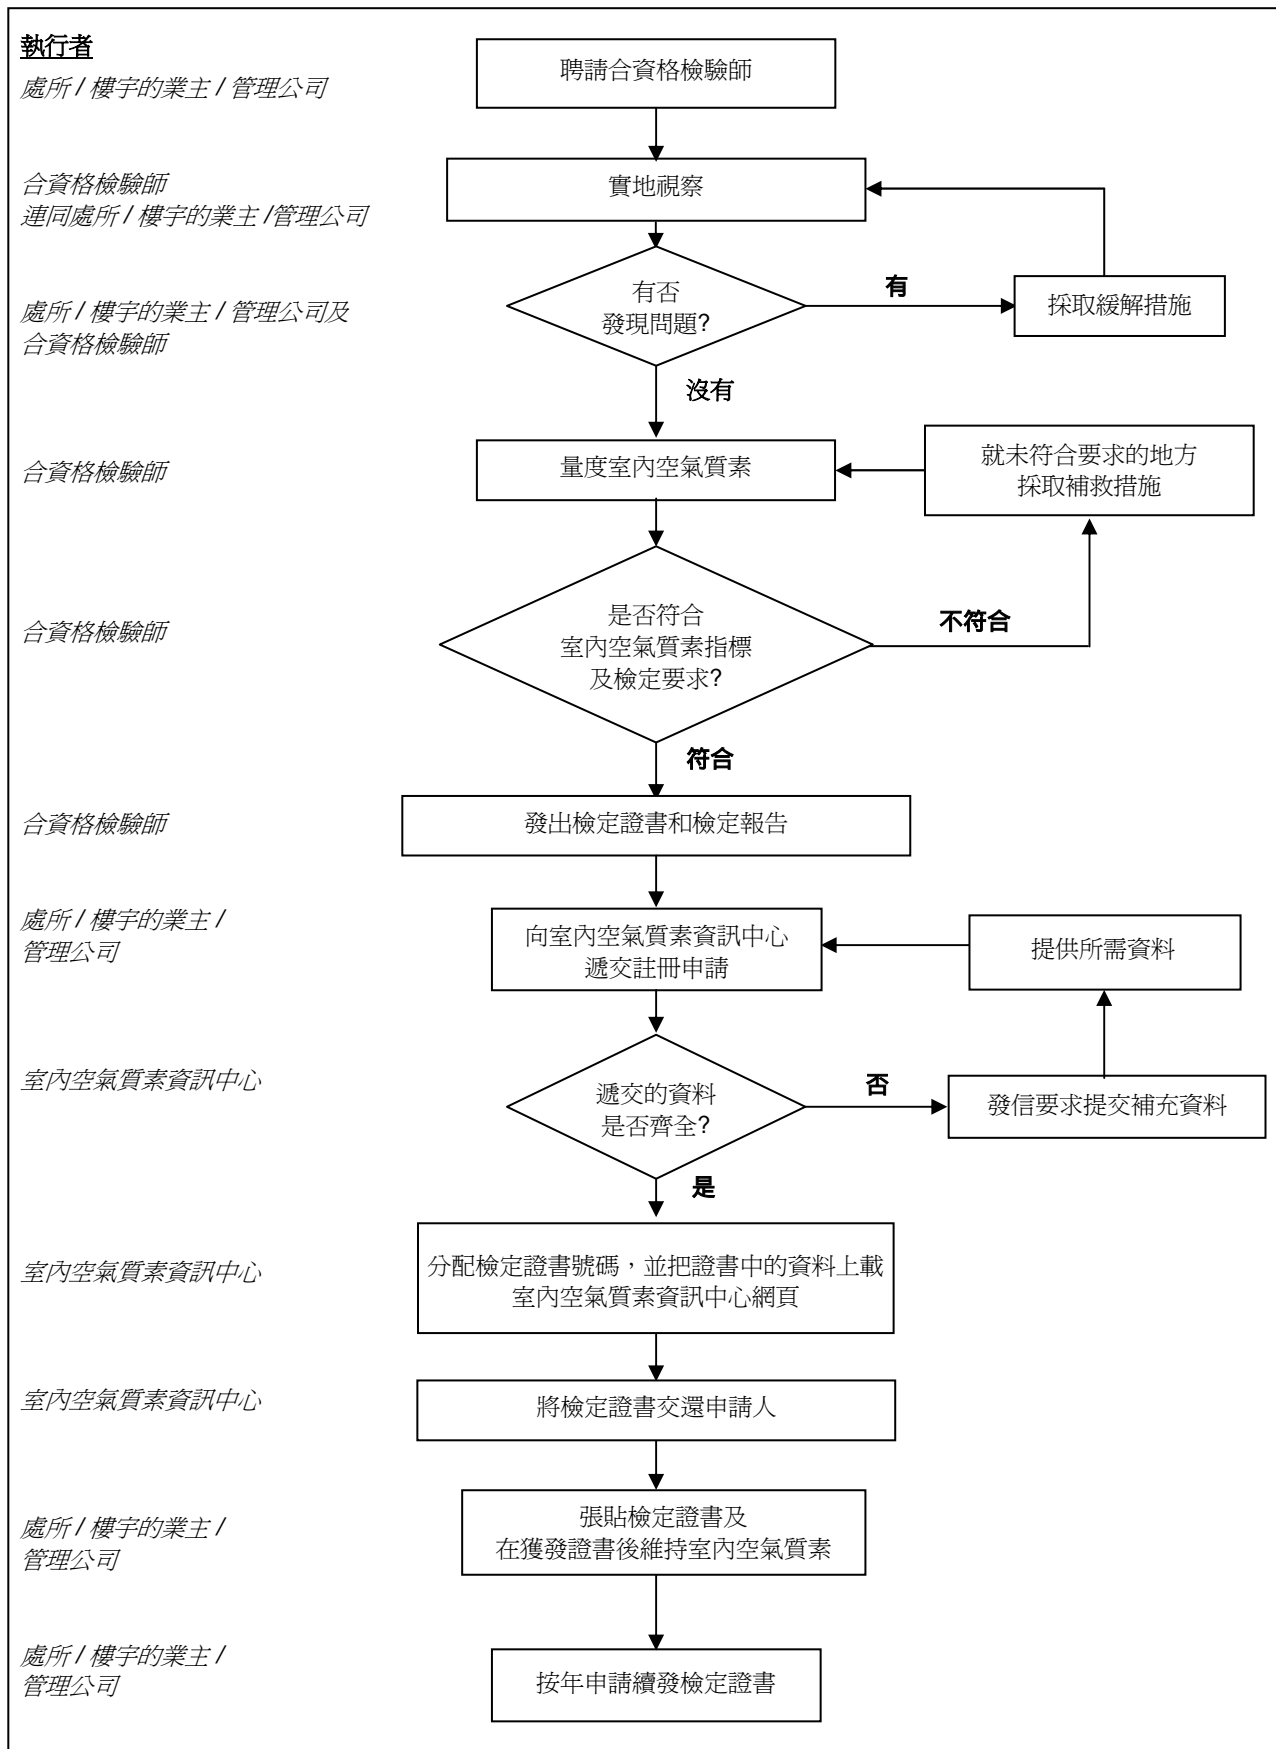 執行者
處所 / 樓宇的業主 / 管理公司
聘請合資格檢驗師
合資格檢驗師
連同處所 / 樓宇的業主 /管理公司
實地視察
處所 / 樓宇的業主 / 管理公司及
合資格檢驗師
有否
發現問題?
有
採取緩解措施
沒有
合資格檢驗師
量度室內空氣質素
就未符合要求的地方
採取補救措施
合資格檢驗師
是否符合
室內空氣質素指標
及檢定要求?
不符合
符合
合資格檢驗師
發出檢定證書和檢定報告
處所 / 樓宇的業主 /
管理公司
向室內空氣質素資訊中心
遞交註冊申請
提供所需資料
室內空氣質素資訊中心
遞交的資料
是否齊全?
否
發信要求提交補充資料
是
室內空氣質素資訊中心
分配檢定證書號碼，並把證書中的資料上載
室內空氣質素資訊中心網頁
室內空氣質素資訊中心
將檢定證書交還申請人
處所 / 樓宇的業主 /
管理公司
張貼檢定證書及
在獲發證書後維持室內空氣質素
處所 / 樓宇的業主 /
管理公司
按年申請續發檢定證書